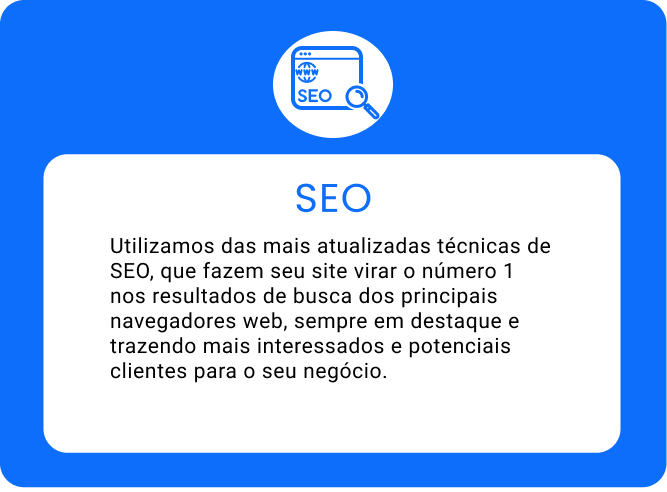 WWW
SEO
SEO
Utilizamos das mais atualizadas técnicas de
SEO, que fazem seu site virar o número 1
nos resultados de busca dos principais
navegadores web, sempre em destaque e
trazendo mais interessados e potenciais
clientes para o seu negócio.